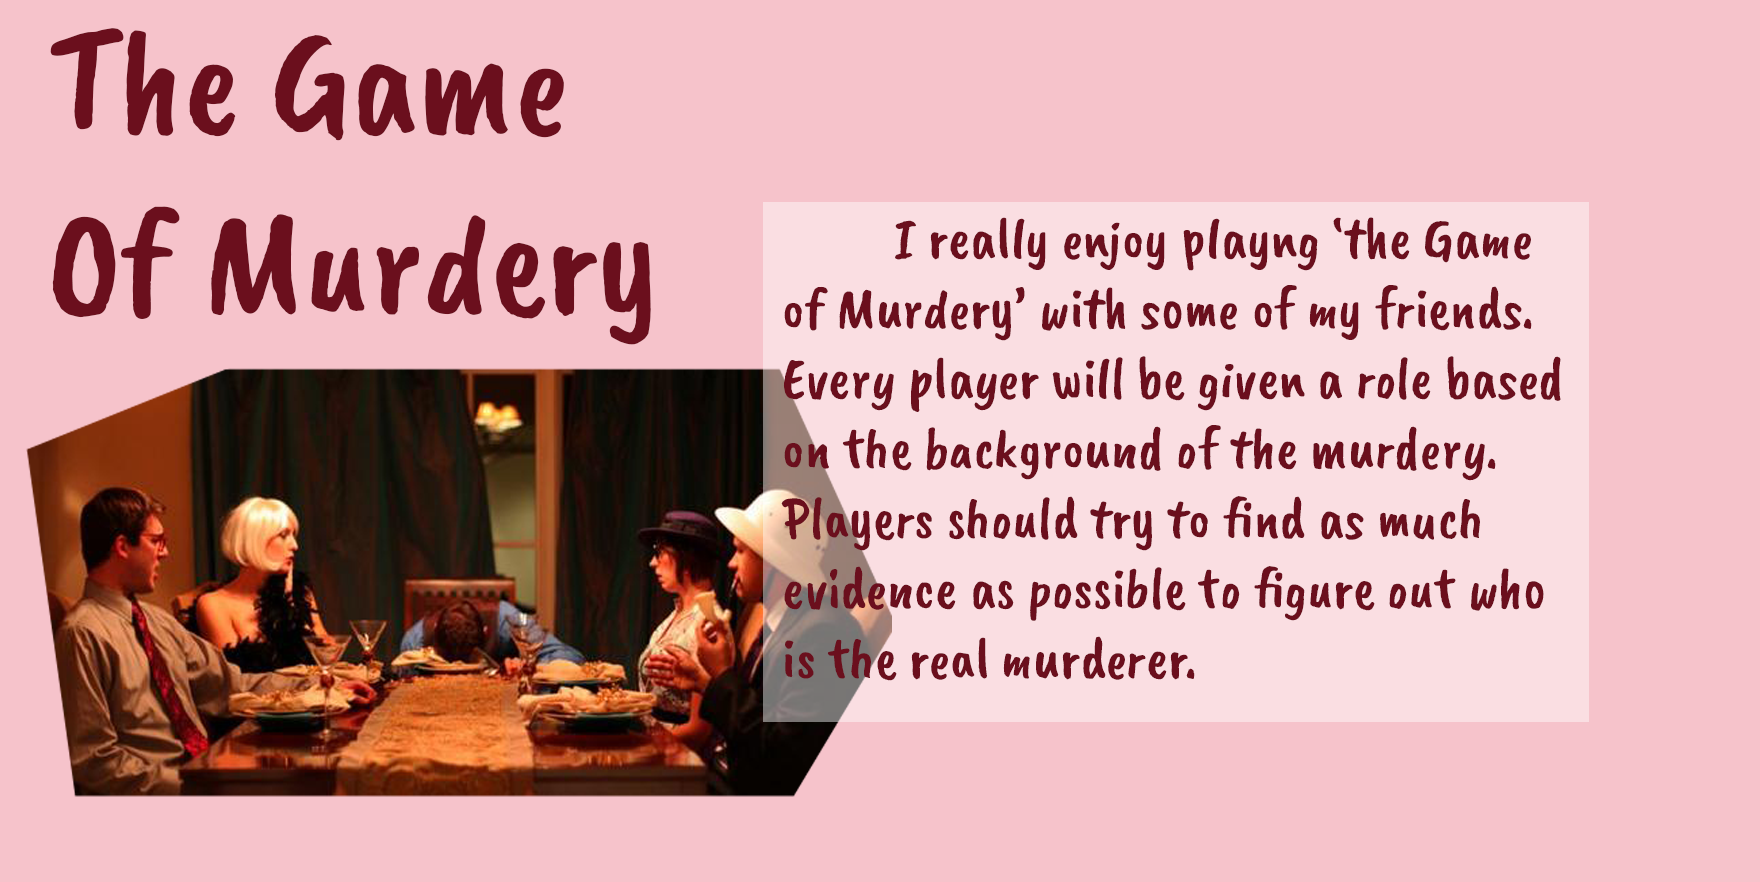 The Game
Of Murdery
I really enjoy playng ‘the Game
of Murdery’ with some of my friends.
Every player will be given a role based
on the background of the murdery.
Players should try to find as much
evidence as possible to figure out who
is the real murderer.